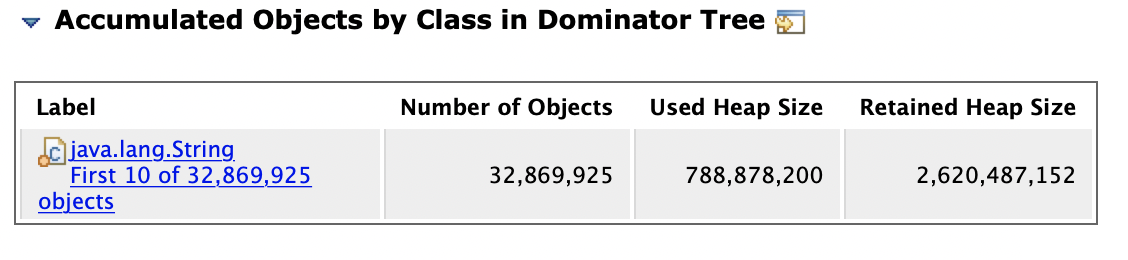 Accumulated Objects by Class in Dominator Tree
Label Number of Objects Used Heap Size Retained Heap Size
java.lang.String
First 10 of 32,869,925 32,869,925 788,878,200 2,620,487,152
objects